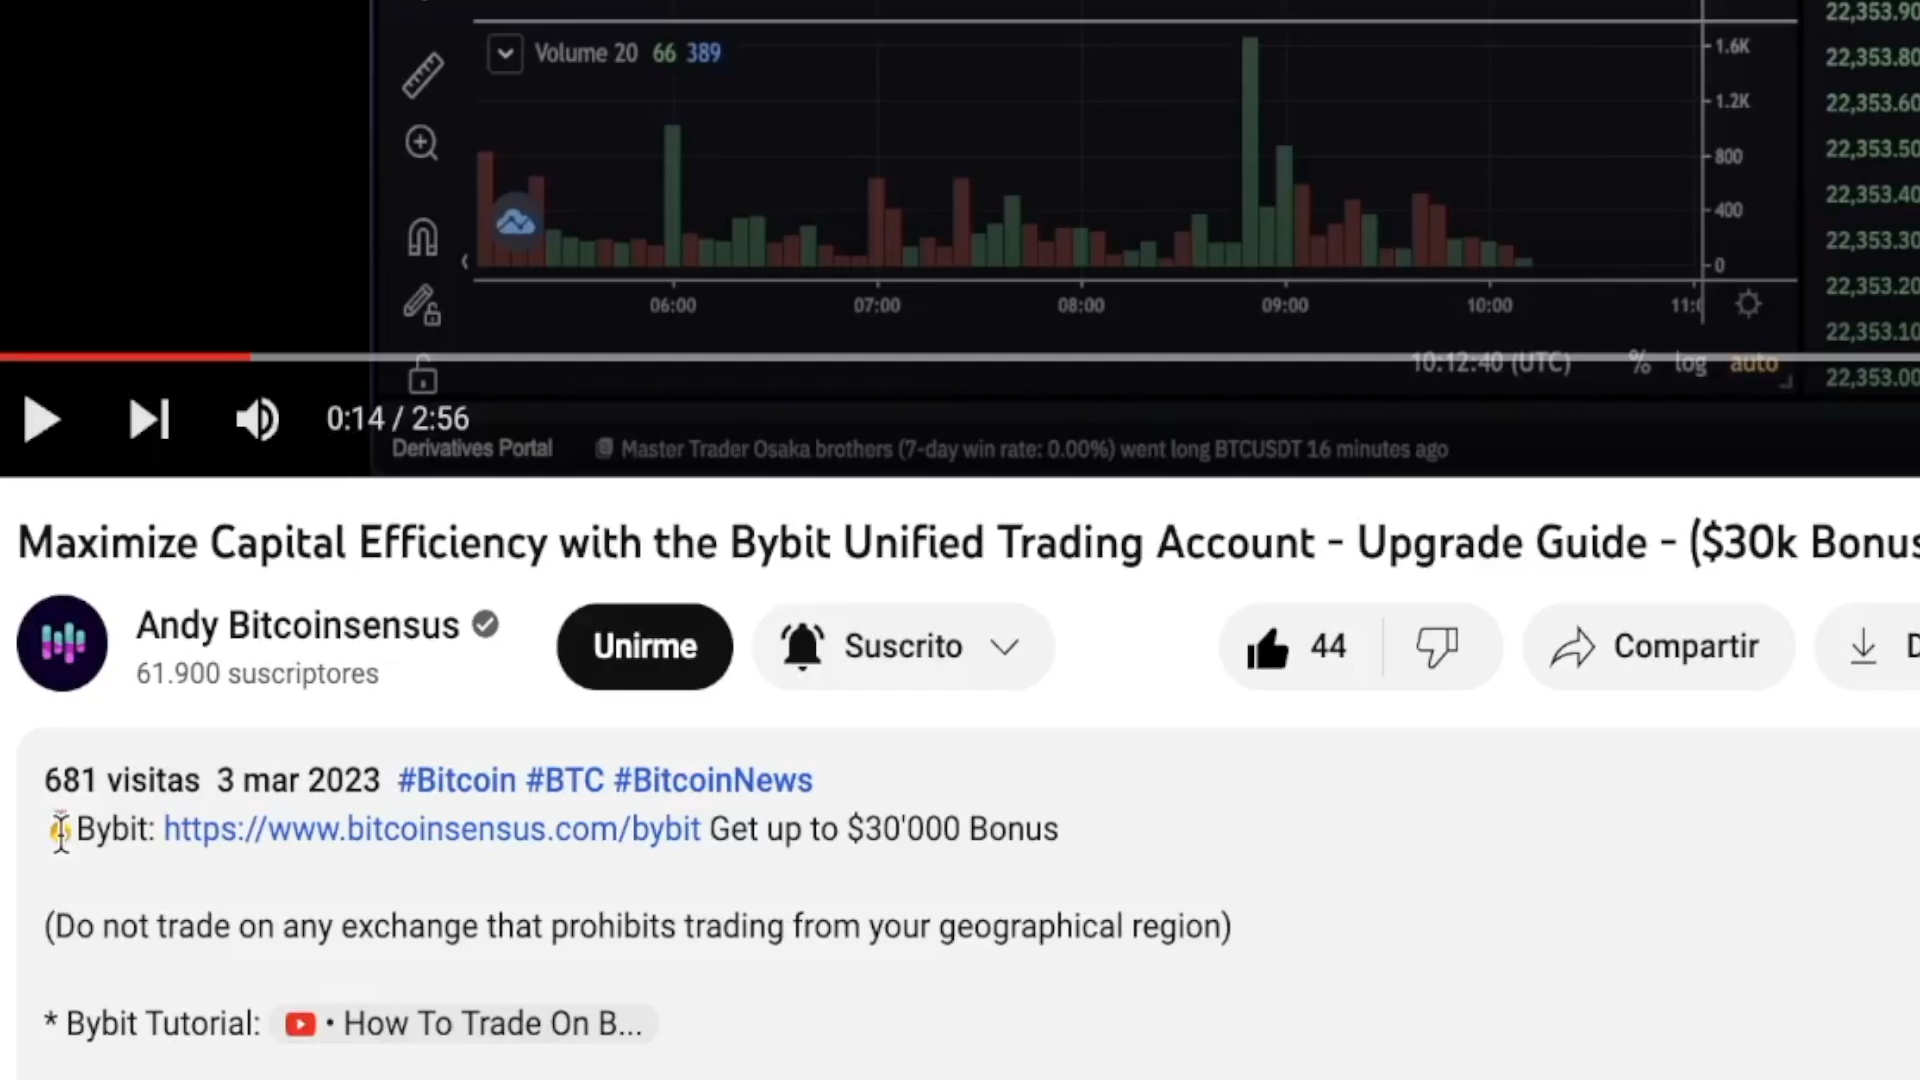 22,353.90
Volume 20 66 389
1.6K
22,353.80
1.2K
22,353.60
800
22,353.50
400
22,353.40
22,353.30
0
22,353.20
06:00 07:00 08:00 09:00 10:00
22,353.10
10:12:40 (UTC) % log auto
22,353.00
0:14 / 2:56
Derivatives Portal Master Trader Osaka brothers (7-day win rate: 0.00%) went long BTCUSDT 16 minutes ago
Maximize Capital Efficiency with the Bybit Unified Trading Account - Upgrade Guide - ($30k Bonus
Andy Bitcoinsensus
61.900 suscriptores
Unirme
Suscrito
44
Compartir
681 visitas 3 mar 2023 #Bitcoin #BTC #BitcoinNews
Bybit: https://www.bitcoinsensus.com/bybit Get up to $30'000 Bonus
(Do not trade on any exchange that prohibits trading from your geographical region)
* Bybit Tutorial: • How To Trade On B...